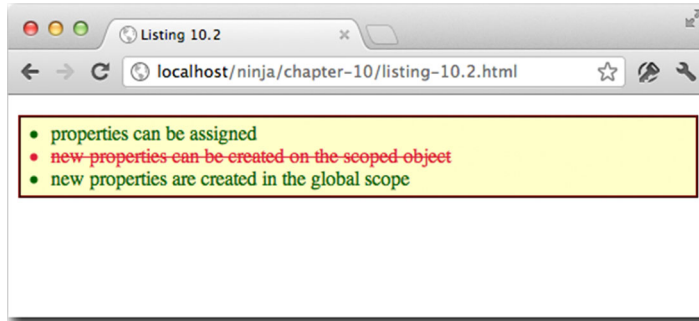 Listing 10.2
localhost/ninja/chapter-10/listing-10.2.html
properties can be assigned
new properties can be created on the scoped object
new properties are created in the global scope